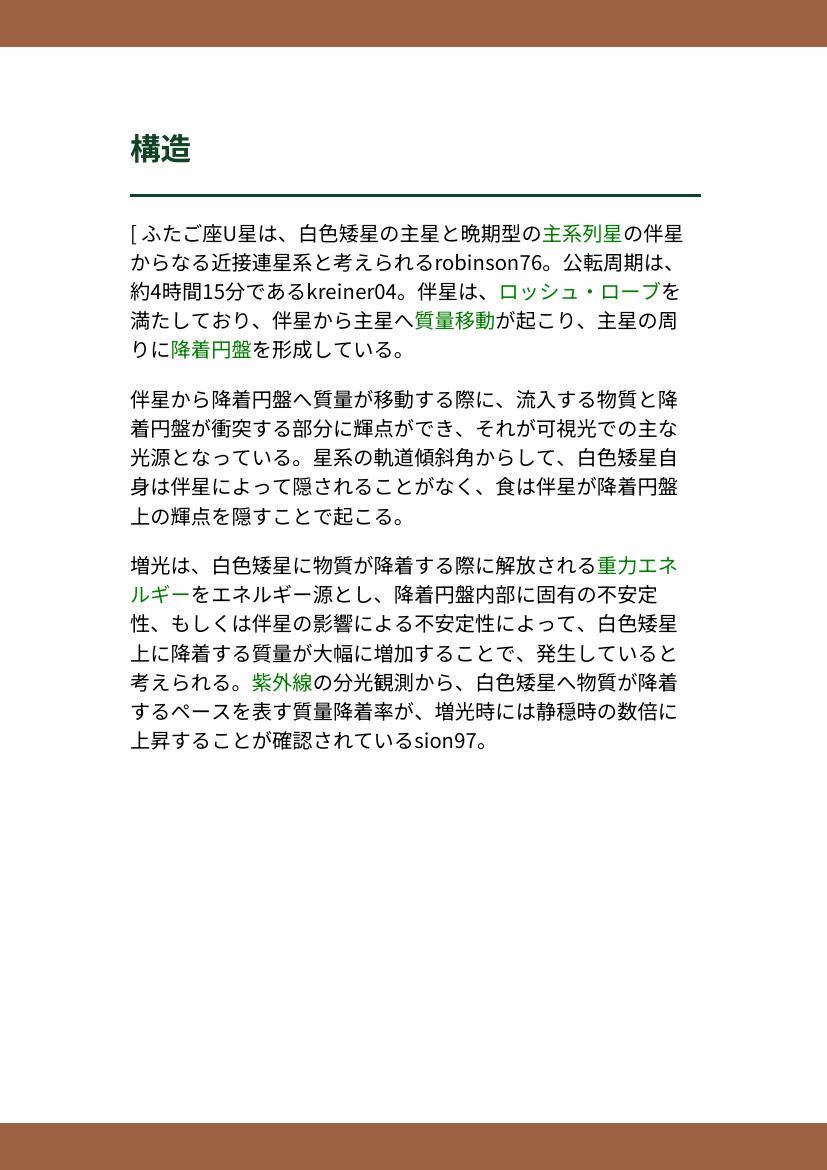 構造
[ ふたご座U星は、白色矮星の主星と晩期型の主系列星の伴星
からなる近接連星系と考えられるrobinson76。公転周期は、
約4時間15分であるkreiner04。伴星は、ロッシュ・ローブを
満たしており、伴星から主星へ質量移動が起こり、主星の周
りに降着円盤を形成している。
伴星から降着円盤へ質量が移動する際に、流入する物質と降
着円盤が衝突する部分に輝点ができ、それが可視光での主な
光源となっている。星系の軌道傾斜角からして、白色矮星自
身は伴星によって隠されることがなく、食は伴星が降着円盤
上の輝点を隠すことで起こる。
増光は、白色矮星に物質が降着する際に解放される重力エネ
ルギーをエネルギー源とし、降着円盤内部に固有の不安定
性、もしくは伴星の影響による不安定性によって、白色矮星
上に降着する質量が大幅に増加することで、発生していると
考えられる。紫外線の分光観測から、白色矮星へ物質が降着
するペースを表す質量降着率が、増光時には静穏時の数倍に
上昇することが確認されているsion97。